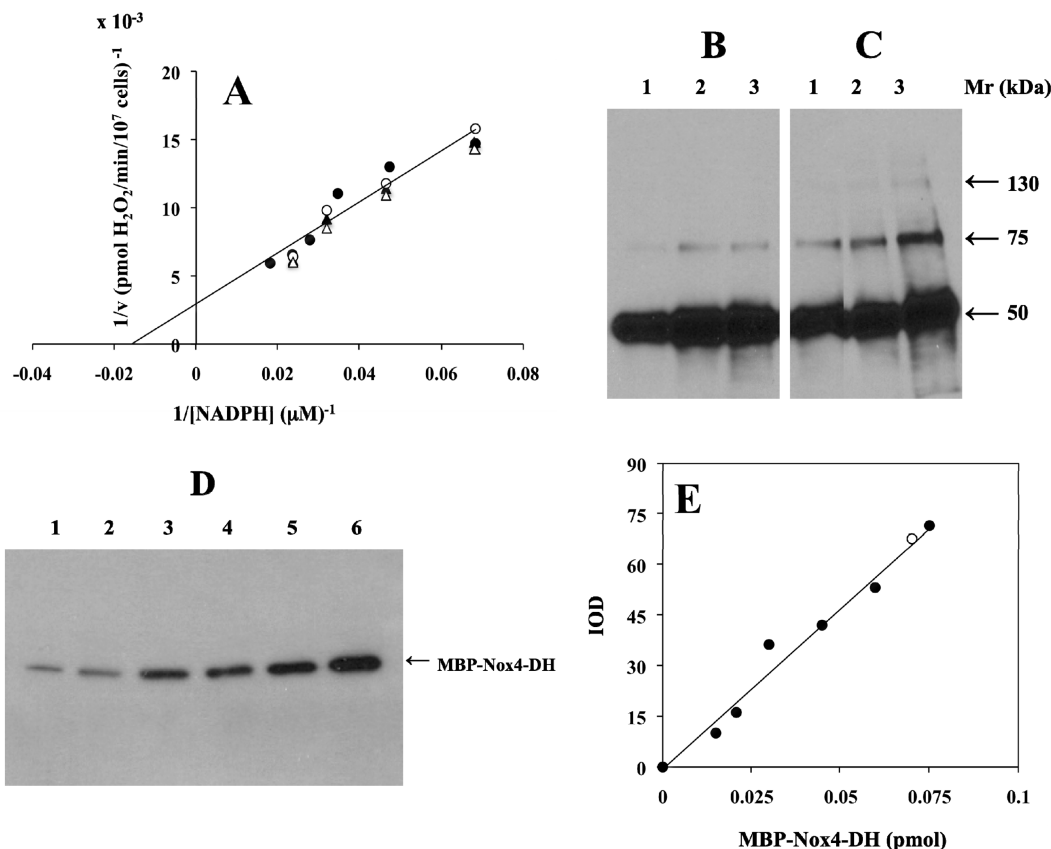 x 10⁻³
A
1/v (pmol H₂O₂/min/10⁷ cells)⁻¹
20
15
10
5
0
-0.04 -0.02 0 0.02 0.04 0.06 0.08
1/[NADPH] (μM)⁻¹
B C
1 2 3 1 2 3 Mr (kDa)
← 130
← 75
← 50
D
1 2 3 4 5 6
← MBP-Nox4-DH
E
IOD
90
75
60
45
30
15
0
0 0.025 0.05 0.075 0.1
MBP-Nox4-DH (pmol)